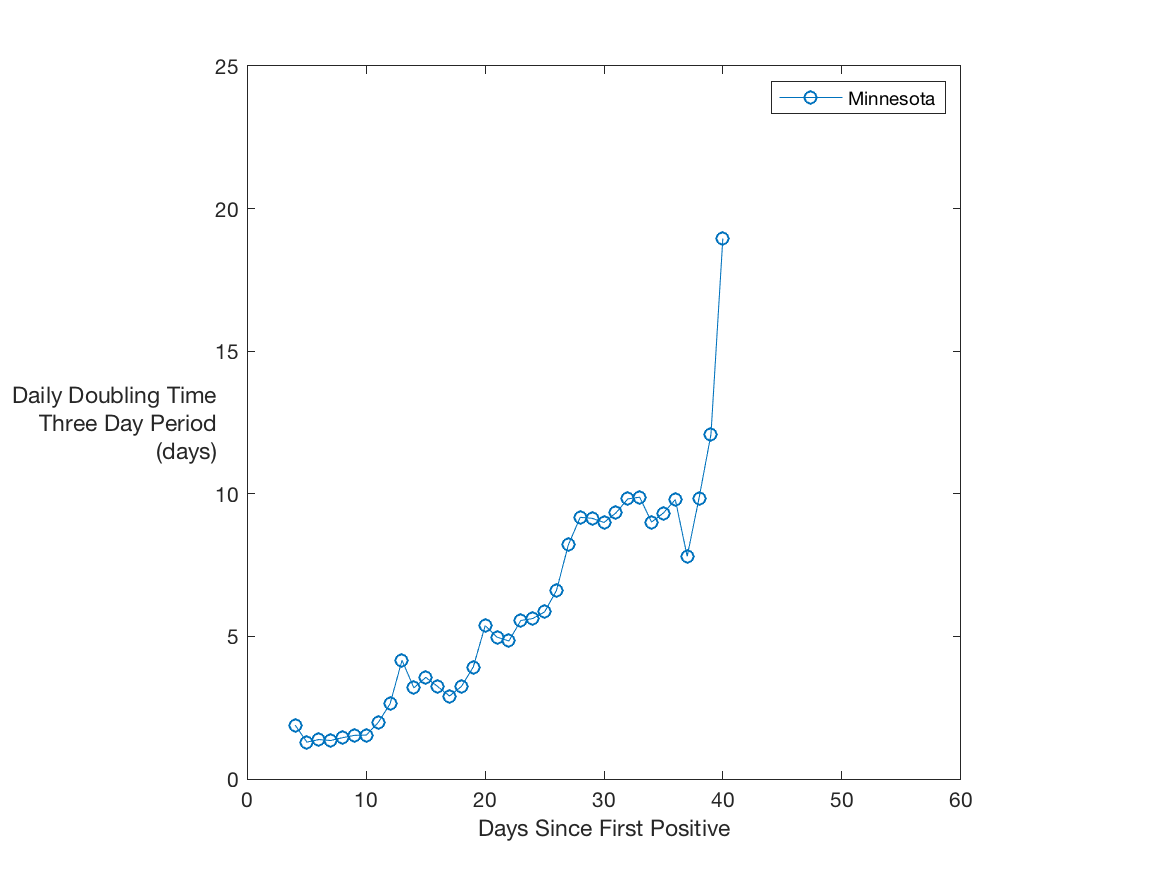 25
20
15
10
5
0
0 10 20 30 40 50 60
Minnesota
Daily Doubling Time
Three Day Period
(days)
Days Since First Positive